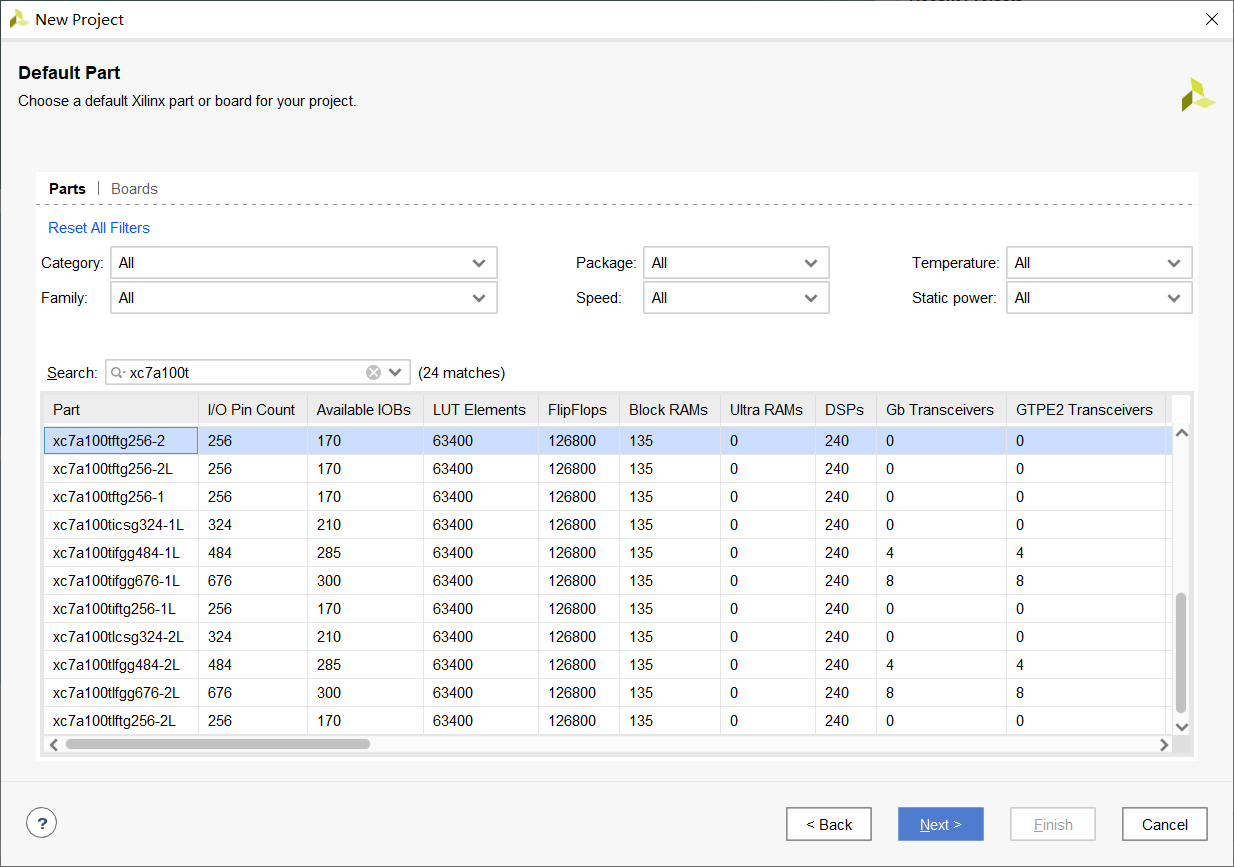 New Project
Default Part
Choose a default Xilinx part or board for your project.
Parts | Boards
Reset All Filters
Category: All Package: All Temperature: All
Family: All Speed: All Static power: All
Search: xc7a100t (24 matches)
Part I/O Pin Count Available IOBs LUT Elements FlipFlops Block RAMs Ultra RAMs DSPs Gb Transceivers GTPE2 Transceivers
xc7a100tftg256-2 256 170 63400 126800 135 0 240 0 0
xc7a100tftg256-2L 256 170 63400 126800 135 0 240 0 0
xc7a100tftg256-1 256 170 63400 126800 135 0 240 0 0
xc7a100ticsg324-1L 324 210 63400 126800 135 0 240 0 0
xc7a100tifgg484-1L 484 285 63400 126800 135 0 240 4 4
xc7a100tifgg676-1L 676 300 63400 126800 135 0 240 8 8
xc7a100tiftg256-1L 256 170 63400 126800 135 0 240 0 0
xc7a100tlcsg324-2L 324 210 63400 126800 135 0 240 0 0
xc7a100tlfgg484-2L 484 285 63400 126800 135 0 240 4 4
xc7a100tlfgg676-2L 676 300 63400 126800 135 0 240 8 8
xc7a100tlftg256-2L 256 170 63400 126800 135 0 240 0 0
? < Back Next > Finish Cancel